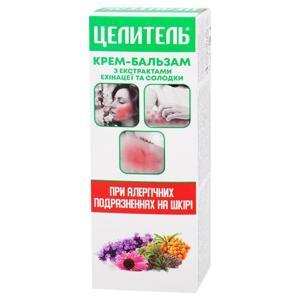 ЦЕЛИТЕЛЬ®
КРЕМ-БАЛЬЗАМ
З ЕКСТРАКТАМИ
ЕХІНАЦЕЇ ТА СОЛОДКИ
ПРИ АЛЕРГІЧНИХ
ПОДРАЗНЕННЯХ НА ШКІРІ